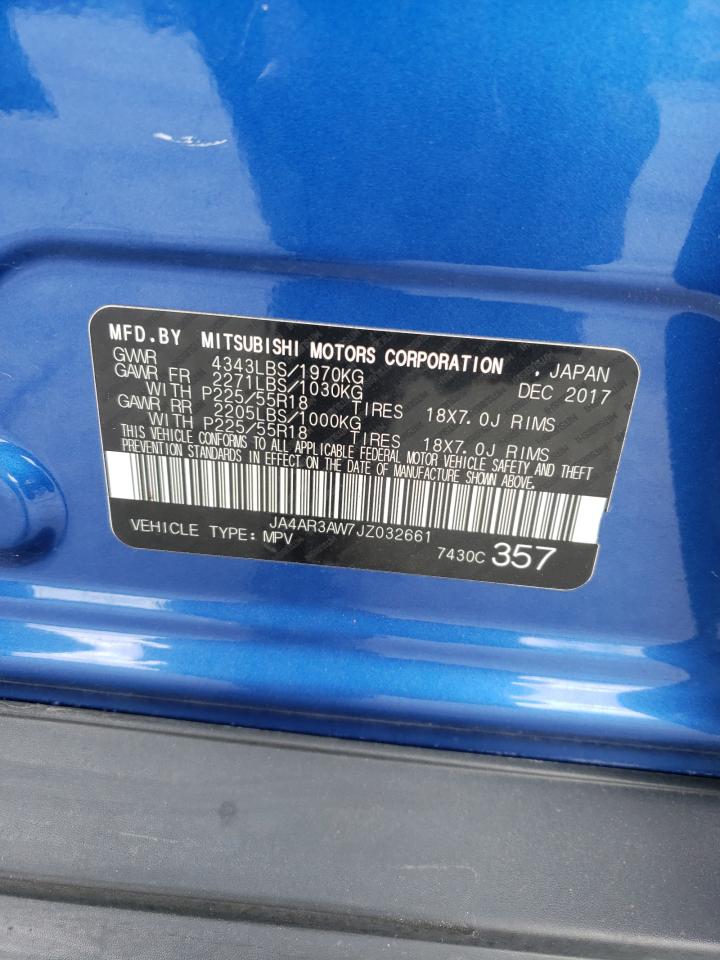 MFD.BY MITSUBISHI MOTORS CORPORATION . JAPAN
GVWR 4343LBS/1970KG DEC 2017
GAWR FR 2271LBS/1030KG
WITH P225/55R18 TIRES 18X7.0J RIMS
GAWR RR 2205LBS/1000KG
WITH P225/55R18 TIRES 18X7.0J RIMS
THIS VEHICLE CONFORMS TO ALL APPLICABLE FEDERAL MOTOR VEHICLE SAFETY AND THEFT
PREVENTION STANDARDS IN EFFECT ON THE DATE OF MANUFACTURE SHOWN ABOVE.
JA4AR3AW7JZ032661
VEHICLE TYPE: MPV 7430C 357